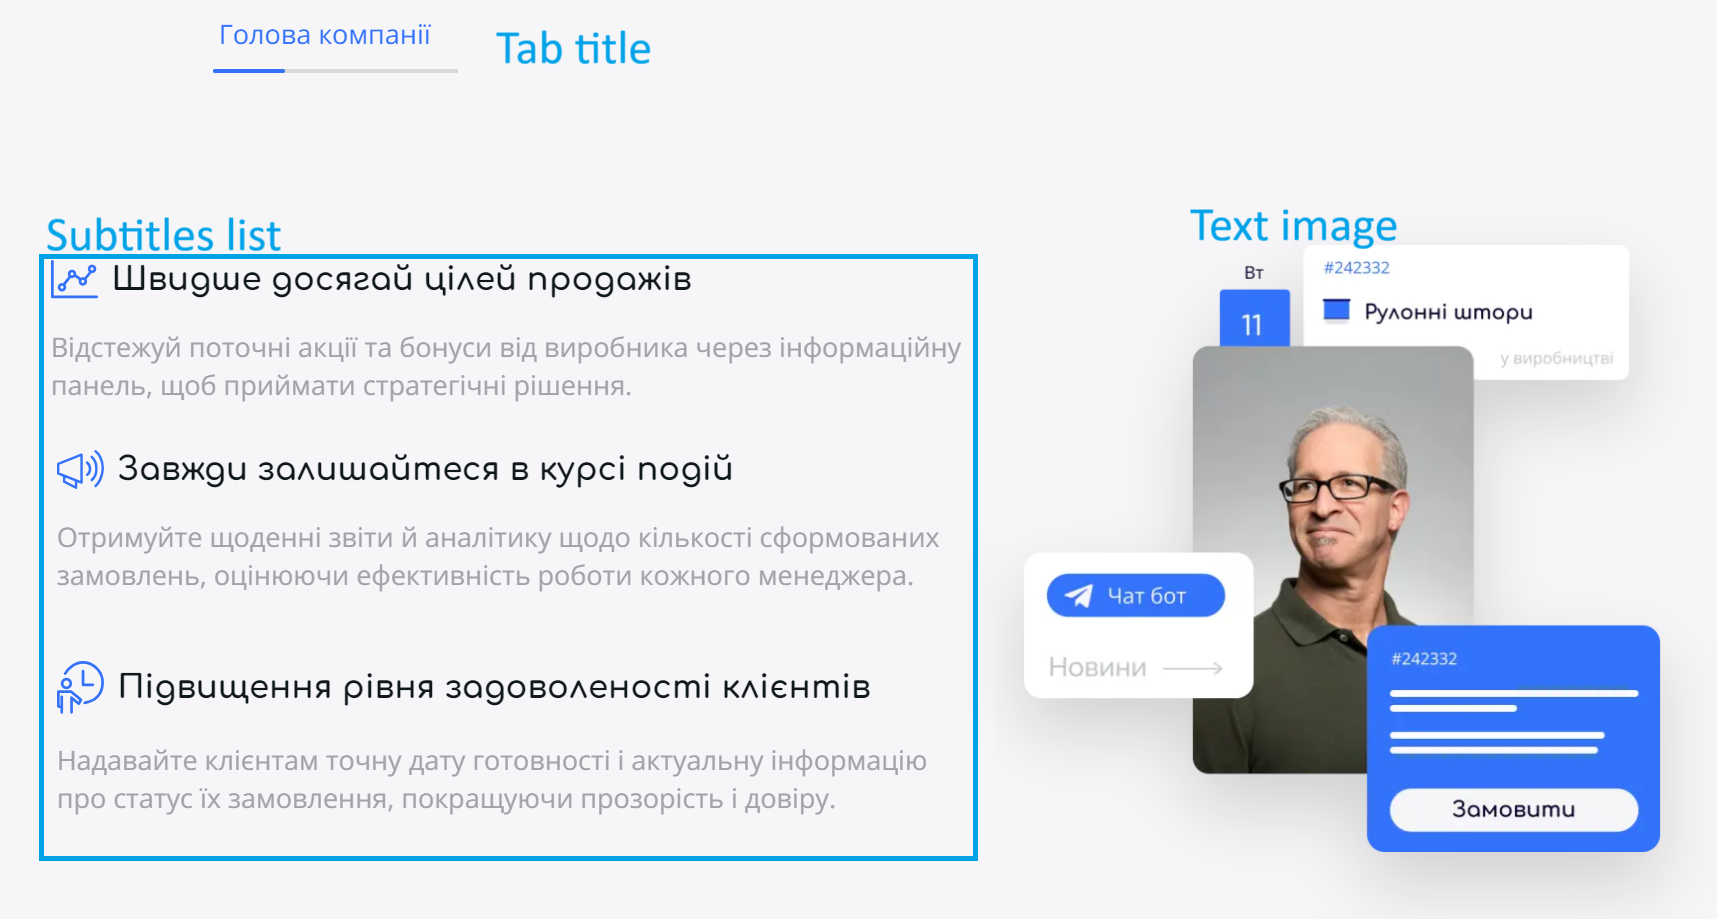 Голова компанії
Tab title
Subtitles list
Швидше досягай цілей продажів
Відстежуй поточні акції та бонуси від виробника через інформаційну
панель, щоб приймати стратегічні рішення.
Завжди залишайтеся в курсі подій
Отримуйте щоденні звіти й аналітику щодо кількості сформованих
замовлень, оцінюючи ефективність роботи кожного менеджера.
Підвищення рівня задоволеності клієнтів
Надавайте клієнтам точну дату готовності і актуальну інформацію
про статус їх замовлення, покращуючи прозорість і довіру.
Text image
Вт
11
#242332
Рулонні штори
у виробництві
Чат бот
Новини
#242332
Замовити